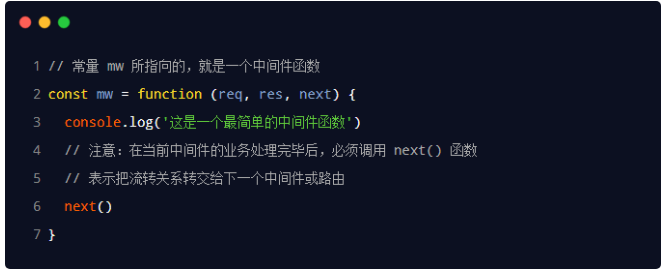 1 // 常量 mw 所指向的，就是一个中间件函数
2 const mw = function (req, res, next) {
3   console.log('这是一个最简单的中间件函数')
4   // 注意：在当前中间件的业务处理完毕后，必须调用 next() 函数
5   // 表示把流转关系转交给下一个中间件或路由
6   next()
7 }